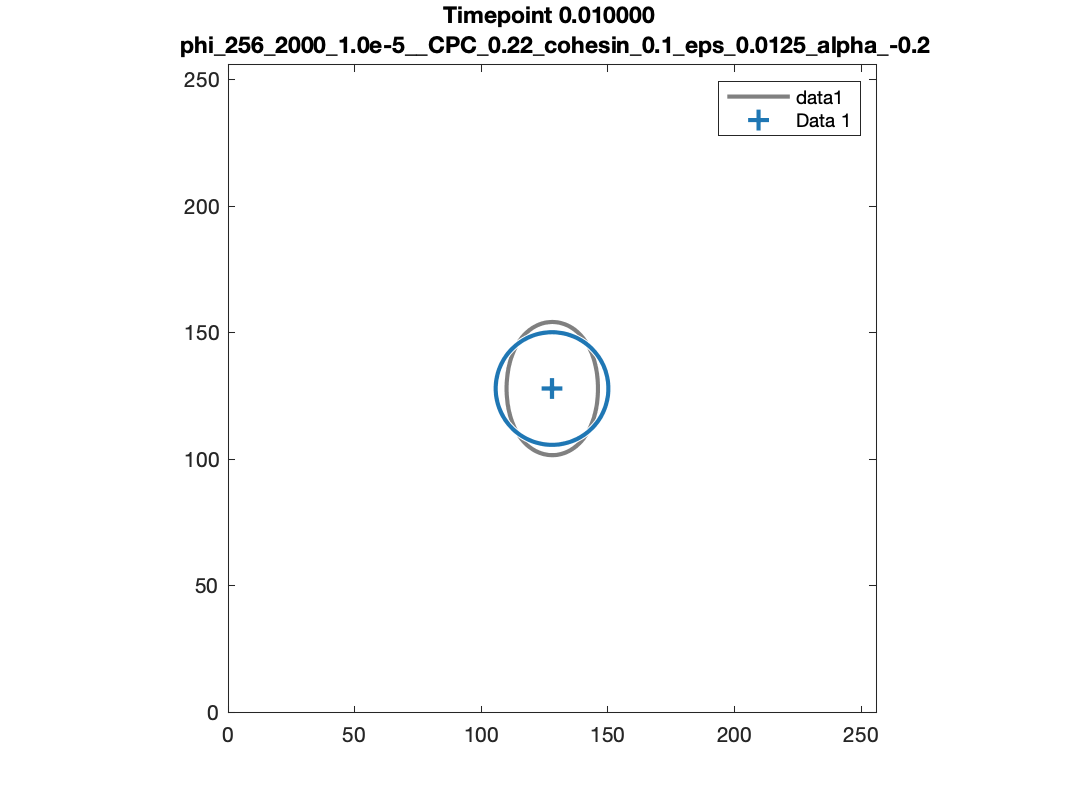 Timepoint 0.010000
phi_256_2000_1.0e-5__CPC_0.22_cohesin_0.1_eps_0.0125_alpha_-0.2
data1
Data 1
250
200
150
100
50
0
0 50 100 150 200 250